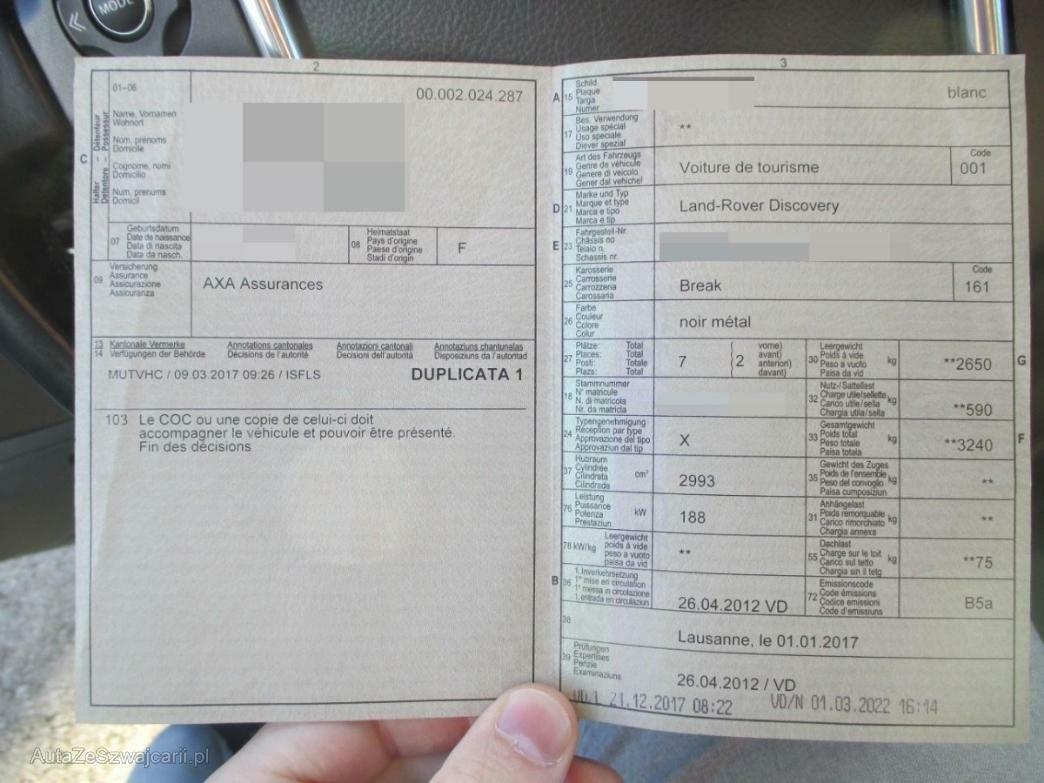 MODE
2
01–06
00.002.024.287
C
Halter – Détenteur
Detentore – Possessur
Name, Vornamen
Wohnort
Nom, prénoms
Domicile
Cognome, nomi
Domicilio
Num, prenums
Domicil
07
Geburtsdatum
Date de naissance
Data di nascita
Data da nasch.
08
Heimatstaat
Pays d'origine
Paese d'origine
Stadi d'origin
F
09
Versicherung
Assurance
Assicurazione
Assicuranza
AXA Assurances
13 Kantonale Vermerke Annotations cantonales Annotazioni cantonali Annotaziuns chantunalas
14 Verfügungen der Behörde Décisions de l'autorité Decisioni dell'autorità Disposiziuns da l'autoritad
MUTVHC / 09.03.2017 09:26 / ISFLS DUPLICATA 1
103 Le COC ou une copie de celui-ci doit
accompagner le véhicule et pouvoir être présenté.
Fin des décisions
3
A 15
Schild
Plaque
Targa
Numer
blanc
17
Bes. Verwendung
Usage spécial
Uso speciale
Diever spezial
**
19
Art des Fahrzeugs
Genre de véhicule
Genere di veicolo
Gener dal vehichel
Voiture de tourisme
Code
001
D 21
Marke und Typ
Marque et type
Marca e tipo
Marca e tip
Land-Rover Discovery
E 23
Fahrgestell-Nr.
Châssis no
Telaio n.
Schassis nr.
25
Karosserie
Carrosserie
Carrozzeria
Carossaria
Break
Code
161
26
Farbe
Couleur
Colore
Colur
noir métal
27
Plätze: Total
Places: Total
Posti: Totale
Plazs: Total
7
2
vorne)
avant)
anteriori)
davant)
30
Leergewicht
Poids à vide
Peso a vuoto
Paisa da vid
kg
**2650
G
18
Stammnummer
N° matricule
N. di matricola
Nr. da matricla
32
Nutz-/Sattellast
Charge utile/sellette
Carico utile/sella
Chargia utila/sella
kg
**590
24
Typengenehmigung
Réception par type
Approvazione del tipo
Approvaziun dal tip
X
33
Gesamtgewicht
Poids total
Peso totale
Paisa totala
kg
**3240
F
37
Hubraum
Cylindrée
Cilindrata
Cilindrada
cm³
2993
35
Gewicht des Zuges
Poids de l'ensemble
Peso del convoglio
Paisa cumposiziun
kg
**
76
Leistung
Puissance
Potenza
Prestaziun
kW
188
31
Anhängelast
Poids remorquable
Carico rimorchiato
Chargia annexa
kg
**
78 kW/kg
Leergewicht
poids à vide
peso a vuoto
paisa da vid
**
55
Dachlast
Charge sur le toit
Carico sul tetto
Chargia sin il tetg
kg
**75
B 36
1. Inverkehrsetzung
1re mise en circulation
1a messa in circolazione
1. entrada en circulaziun
26.04.2012 VD
72
Emissionscode
Code émissions
Codice emissioni
Code d'emissiuns
B5a
38
Lausanne, le 01.01.2017
39
Prüfungen
Expertises
Perizie
Examinaziuns
26.04.2012 / VD
21.12.2017 08:22 VD/N 01.03.2022 16:14
AutaZeSzwajcarii.pl